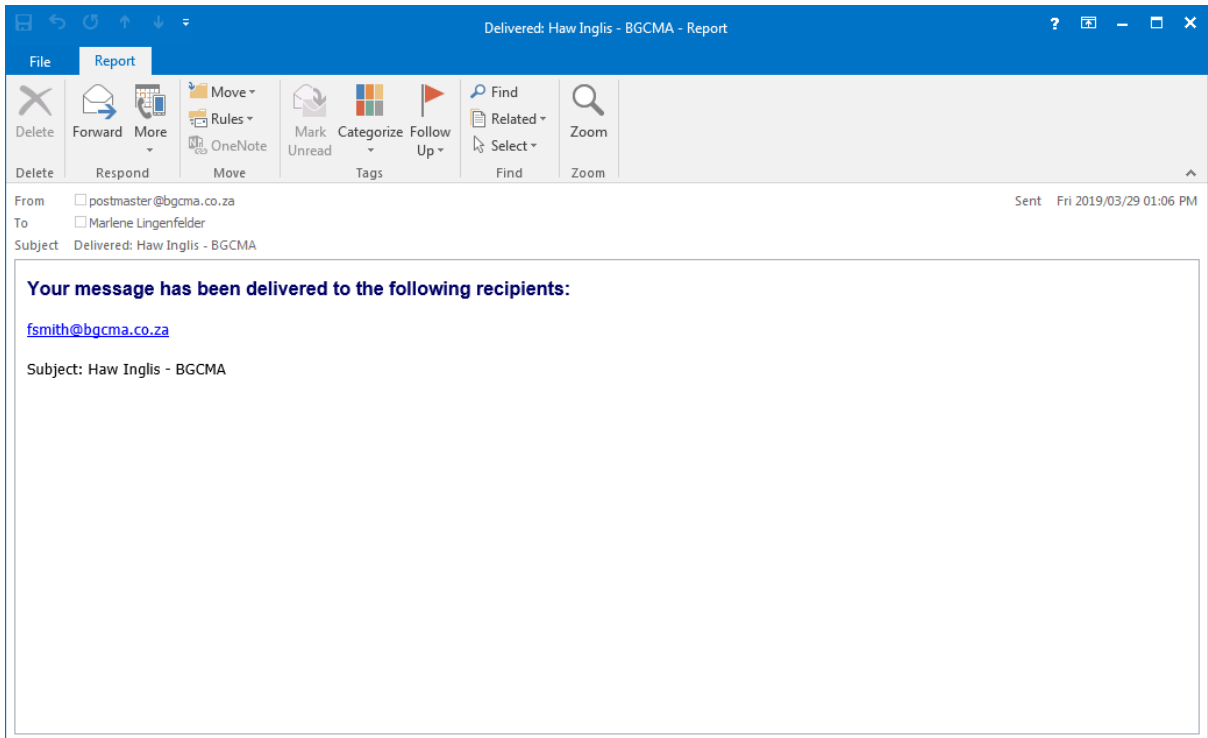 Delivered: Haw Inglis - BGCMA - Report
File Report
Delete
Forward
More
Move
Rules
OneNote
Mark Unread
Categorize
Follow Up
Find
Related
Select
Zoom
Delete Respond Move Tags Find Zoom
From postmaster@bgcma.co.za Sent Fri 2019/03/29 01:06 PM
To Marlene Lingenfelder
Subject Delivered: Haw Inglis - BGCMA
Your message has been delivered to the following recipients:
fsmith@bgcma.co.za
Subject: Haw Inglis - BGCMA